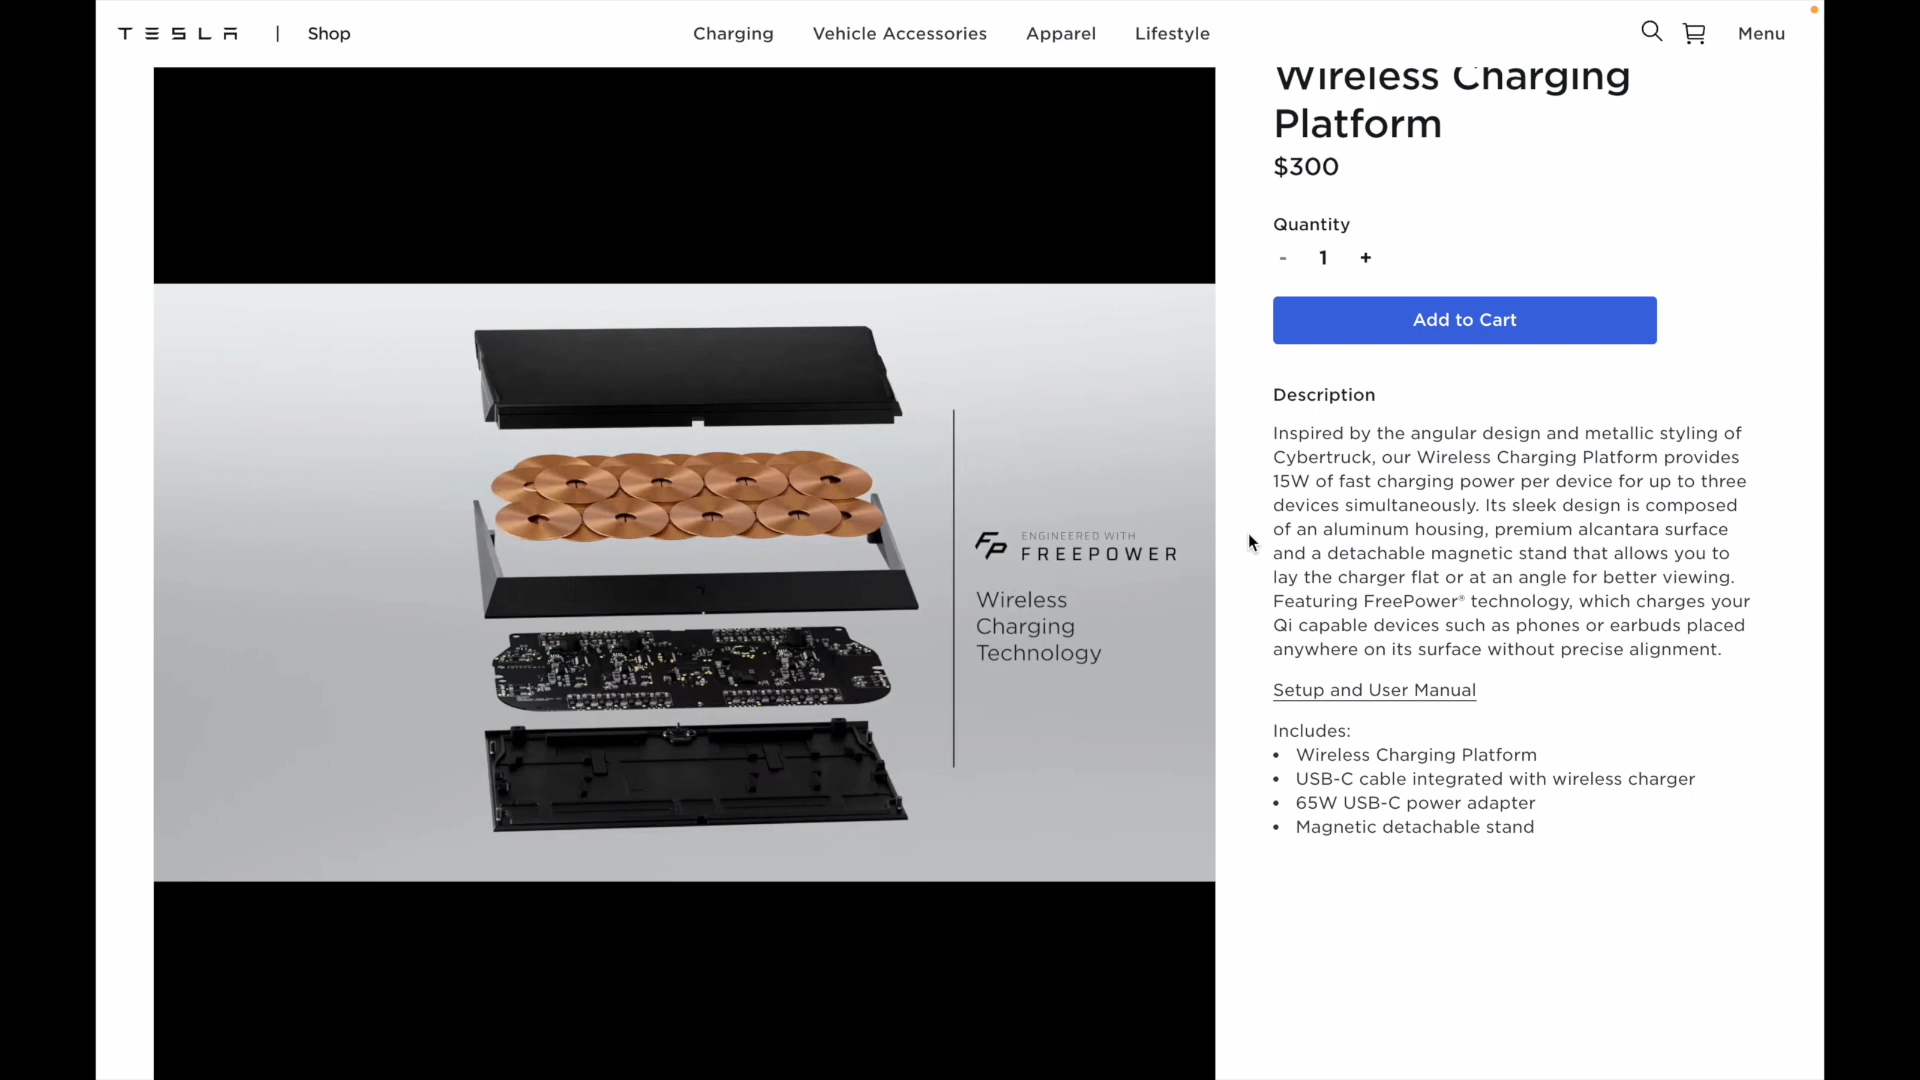 TESLA | Shop
Charging Vehicle Accessories Apparel Lifestyle
Menu
Wireless Charging
Platform
$300
Quantity
- 1 +
Add to Cart
Description
Inspired by the angular design and metallic styling of
Cybertruck, our Wireless Charging Platform provides
15W of fast charging power per device for up to three
devices simultaneously. Its sleek design is composed
of an aluminum housing, premium alcantara surface
and a detachable magnetic stand that allows you to
lay the charger flat or at an angle for better viewing.
Featuring FreePower® technology, which charges your
Qi capable devices such as phones or earbuds placed
anywhere on its surface without precise alignment.
Setup and User Manual
Includes:
• Wireless Charging Platform
• USB-C cable integrated with wireless charger
• 65W USB-C power adapter
• Magnetic detachable stand
FP
ENGINEERED WITH
FREEPOWER
Wireless
Charging
Technology